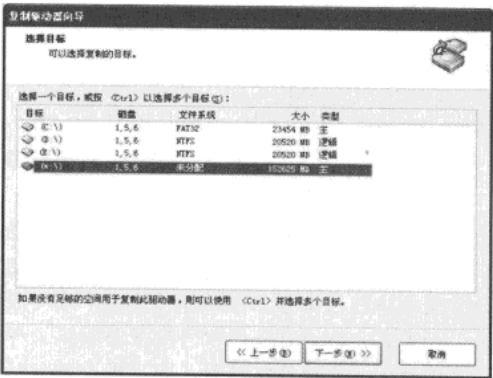 复制驱动器向导
选择目标
可以选择复制的目标。
选择一个目标，或按 <Ctrl> 以选择多个目标(T)：
目标 磁盘 文件系统 大小 类型
(C:\) 1,5,6 FAT32 23454 MB 主
(D:\) 1,5,6 NTFS 20520 MB 逻辑
(E:\) 1,5,6 NTFS 20520 MB 逻辑
1,5,6 未分配 152625 MB 主
如果没有足够的空间用于复制此驱动器，则可以使用 <Ctrl> 并选择多个目标。
<< 上一步(B) 下一步(N) >> 取消